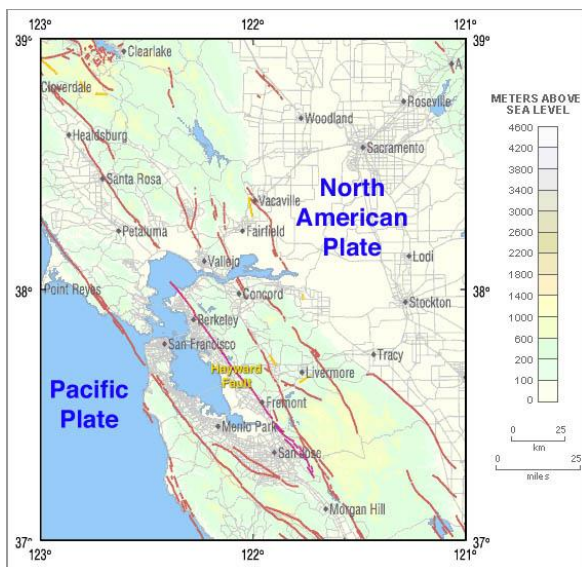 123°
122°
121°
39°
39°
Clearlake
A
Cloverdale
Roseville
Woodland
Healdsburg
Sacramento
Santa Rosa
North
American
Plate
Vacaville
Petaluma
Fairfield
Lodi
Vallejo
38°
38°
Point Reyes
Concord
Stockton
Berkeley
San Francisco
Tracy
Hayward
Fault
Livermore
Pacific
Plate
Fremont
Menlo Park
San Jose
Morgan Hill
37°
37°
123°
122°
121°
METERS ABOVE
SEA LEVEL
4600
4200
3800
3400
3000
2600
2200
1800
1400
1000
600
200
100
0
0 25
km
0 25
miles